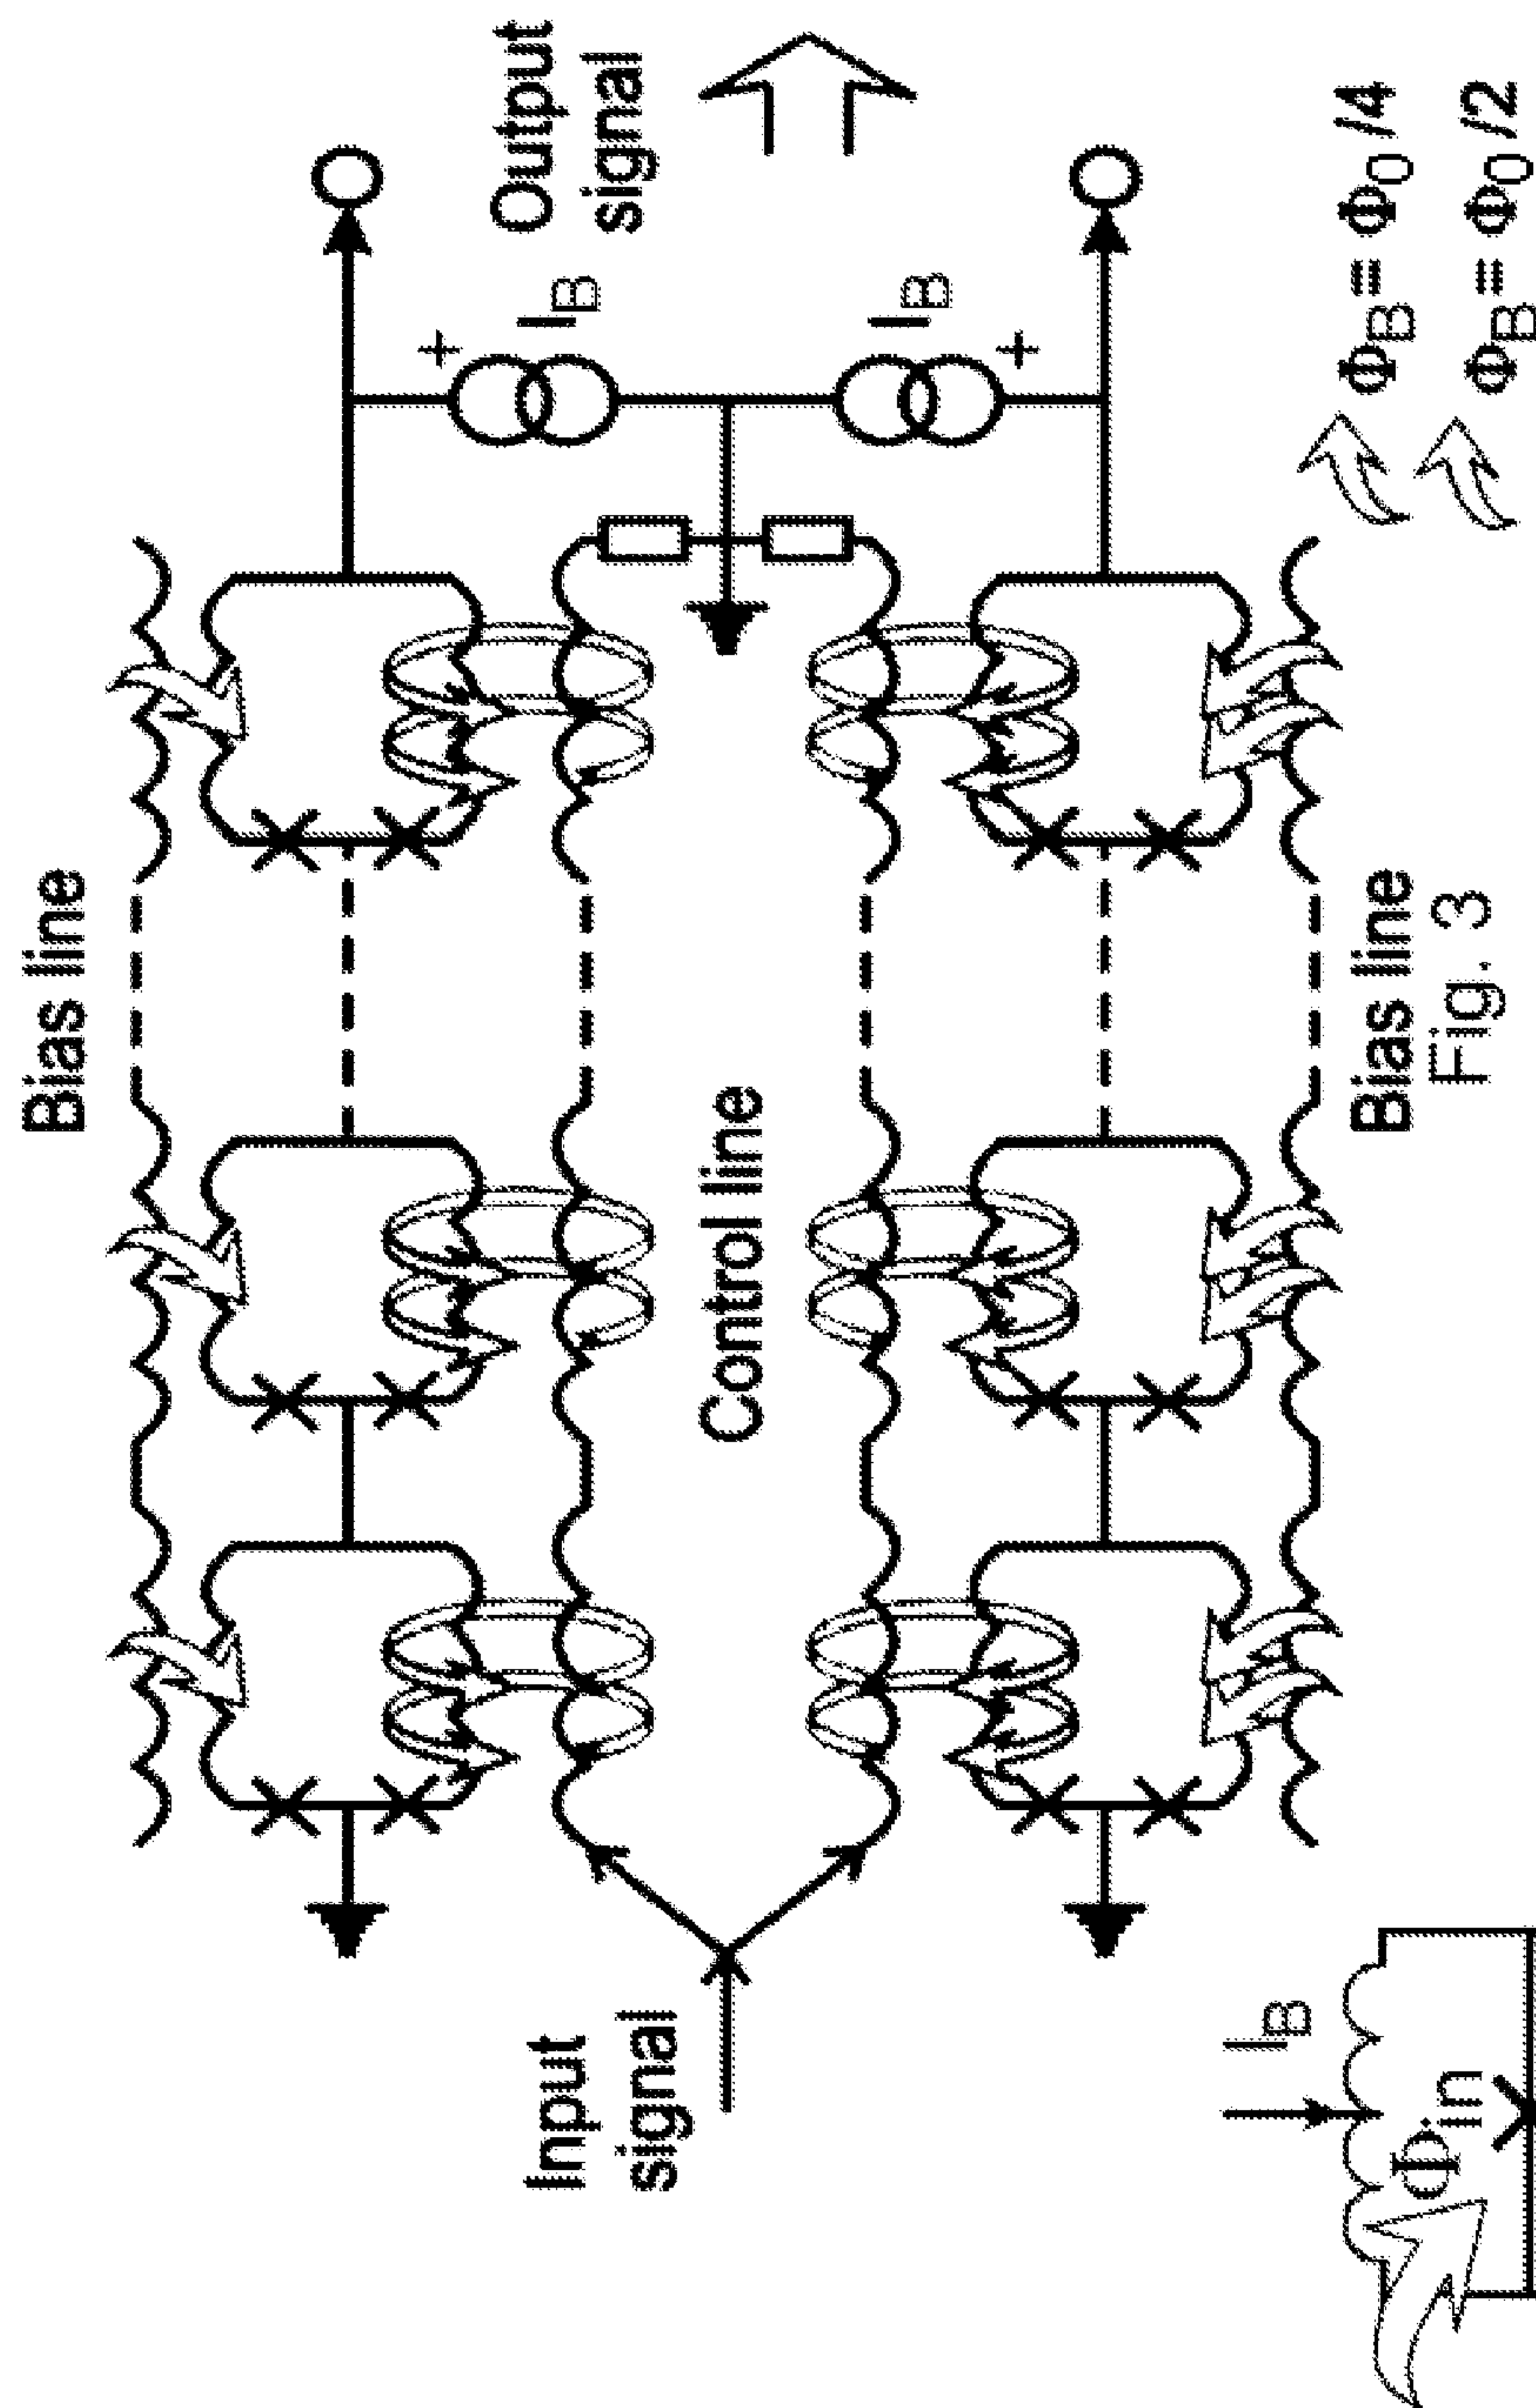 Bias line
Output
signal
+
I_B
I_B
+
Control line
Input
signal
Bias line
Φ_B = Φ_0 /4
Φ_B = Φ_0 /2
Fig. 3
I_B
Φ_in